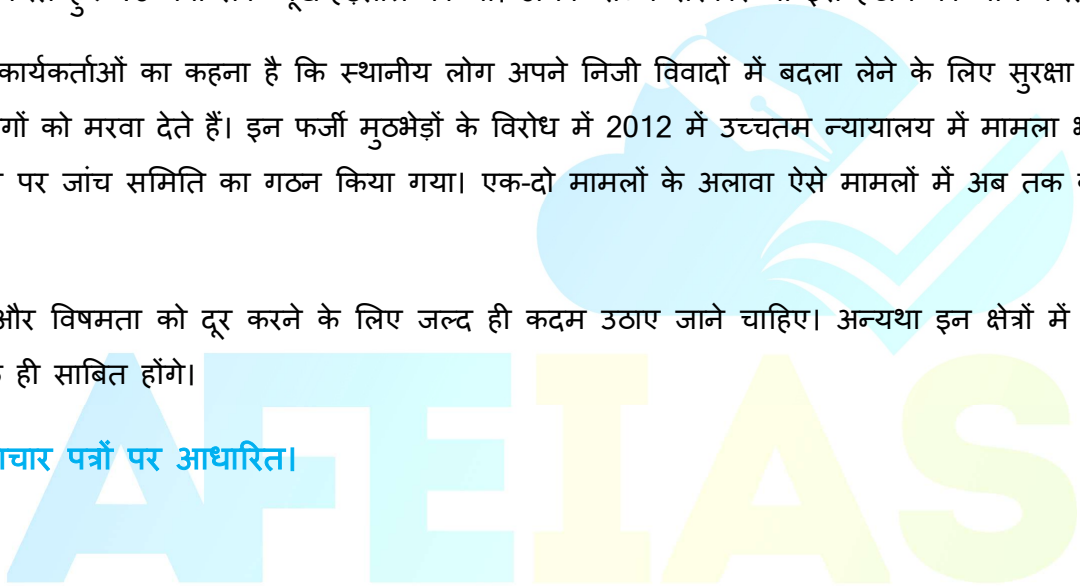 कार्यकर्ताओं का कहना है कि स्थानीय लोग अपने निजी विवादों में बदला लेने के लिए सुरक्षा
गों को मरवा देते हैं। इन फर्जी मुठभेड़ों के विरोध में 2012 में उच्चतम न्यायालय में मामला
पर जांच समिति का गठन किया गया। एक-दो मामलों के अलावा ऐसे मामलों में अब तक
और विषमता को दूर करने के लिए जल्द ही कदम उठाए जाने चाहिए। अन्यथा इन क्षेत्रों में
ही साबित होंगे।
ाचार पत्रों पर आधारित।
AFEIAS